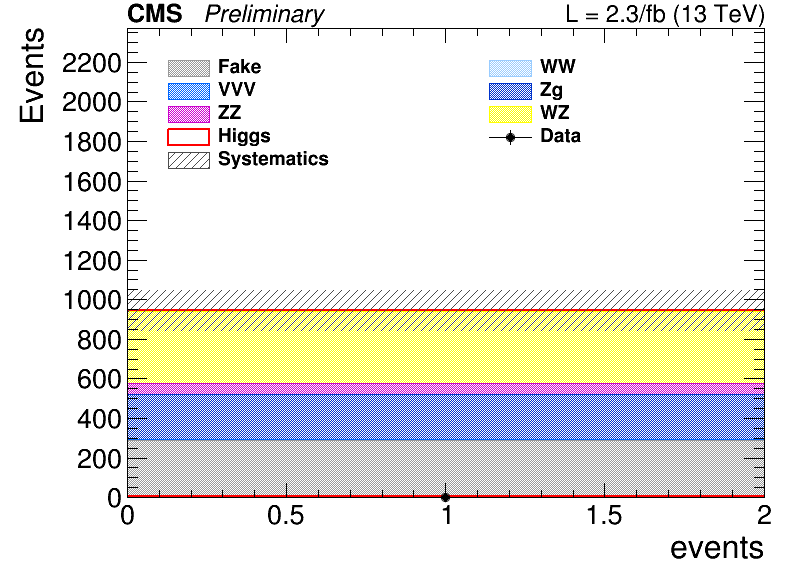 CMS Preliminary L = 2.3/fb (13 TeV)
Events
2200
2000
1800
1600
1400
1200
1000
800
600
400
200
0
Fake WW
VVV Zg
ZZ WZ
Higgs Data
Systematics
0 0.5 1 1.5 2
events